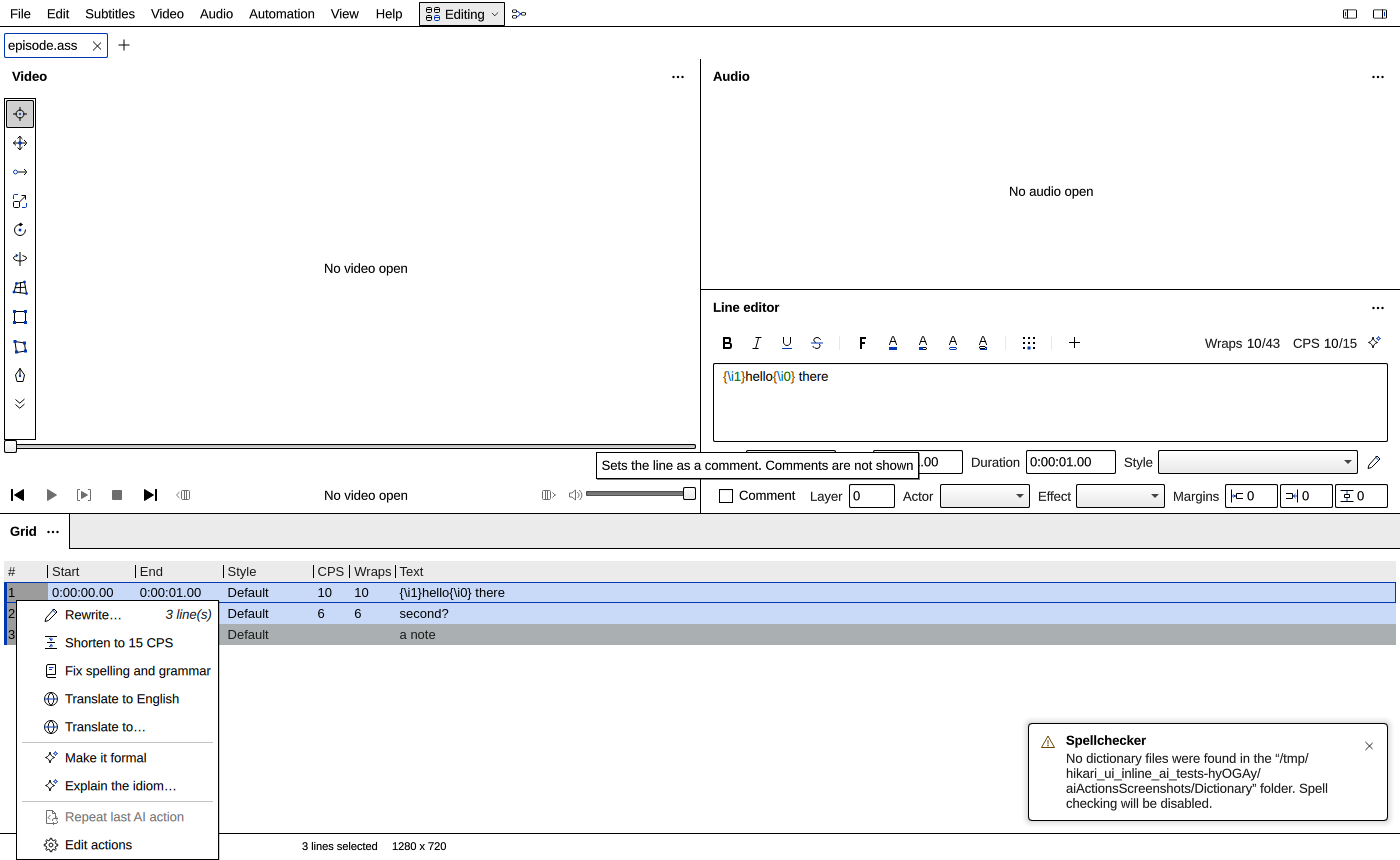 File Edit Subtitles Video Audio Automation View Help Editing
episode.ass
Video
Audio
No video open
No audio open
Line editor
B I U S F A A A A Wraps 10/43 CPS 10/15
{\i1}hello{\i0} there
Sets the line as a comment. Comments are not shown
.00 Duration 0:00:01.00 Style
No video open
Comment Layer 0 Actor Effect Margins 0 0 0
Grid
# Start End Style CPS Wraps Text
1 0:00:00.00 0:00:01.00 Default 10 10 {\i1}hello{\i0} there
2 Default 6 6 second?
3 Default a note
Rewrite… 3 line(s)
Shorten to 15 CPS
Fix spelling and grammar
Translate to English
Translate to…
Make it formal
Explain the idiom…
Repeat last AI action
Edit actions
Spellchecker
No dictionary files were found in the “/tmp/
hikari_ui_inline_ai_tests-hyOGAy/
aiActionsScreenshots/Dictionary” folder. Spell
checking will be disabled.
3 lines selected 1280 x 720